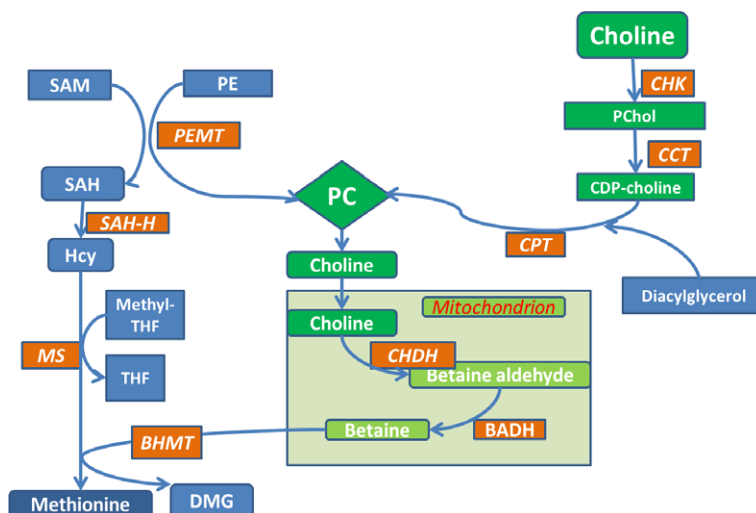 Choline
SAM
PE
CHK
PChol
PEMT
CCT
SAH
CDP-choline
PC
SAH-H
CPT
Hcy
Choline
Diacylglycerol
Methyl-
THF
Mitochondrion
Choline
MS
CHDH
THF
Betaine aldehyde
Betaine
BADH
BHMT
Methionine
DMG